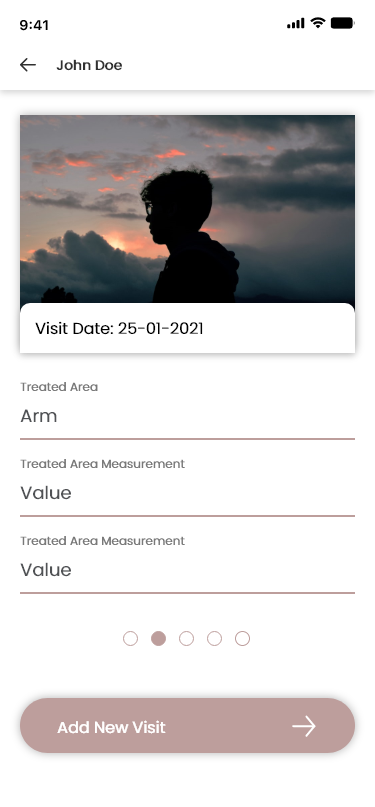 9:41
John Doe
Visit Date: 25-01-2021
Treated Area
Arm
Treated Area Measurement
Value
Treated Area Measurement
Value
Add New Visit